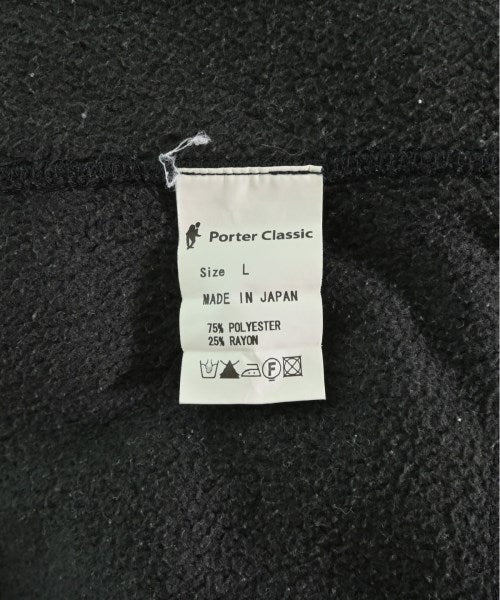 Porter Classic
Size L
MADE IN JAPAN
75% POLYESTER
25% RAYON
F